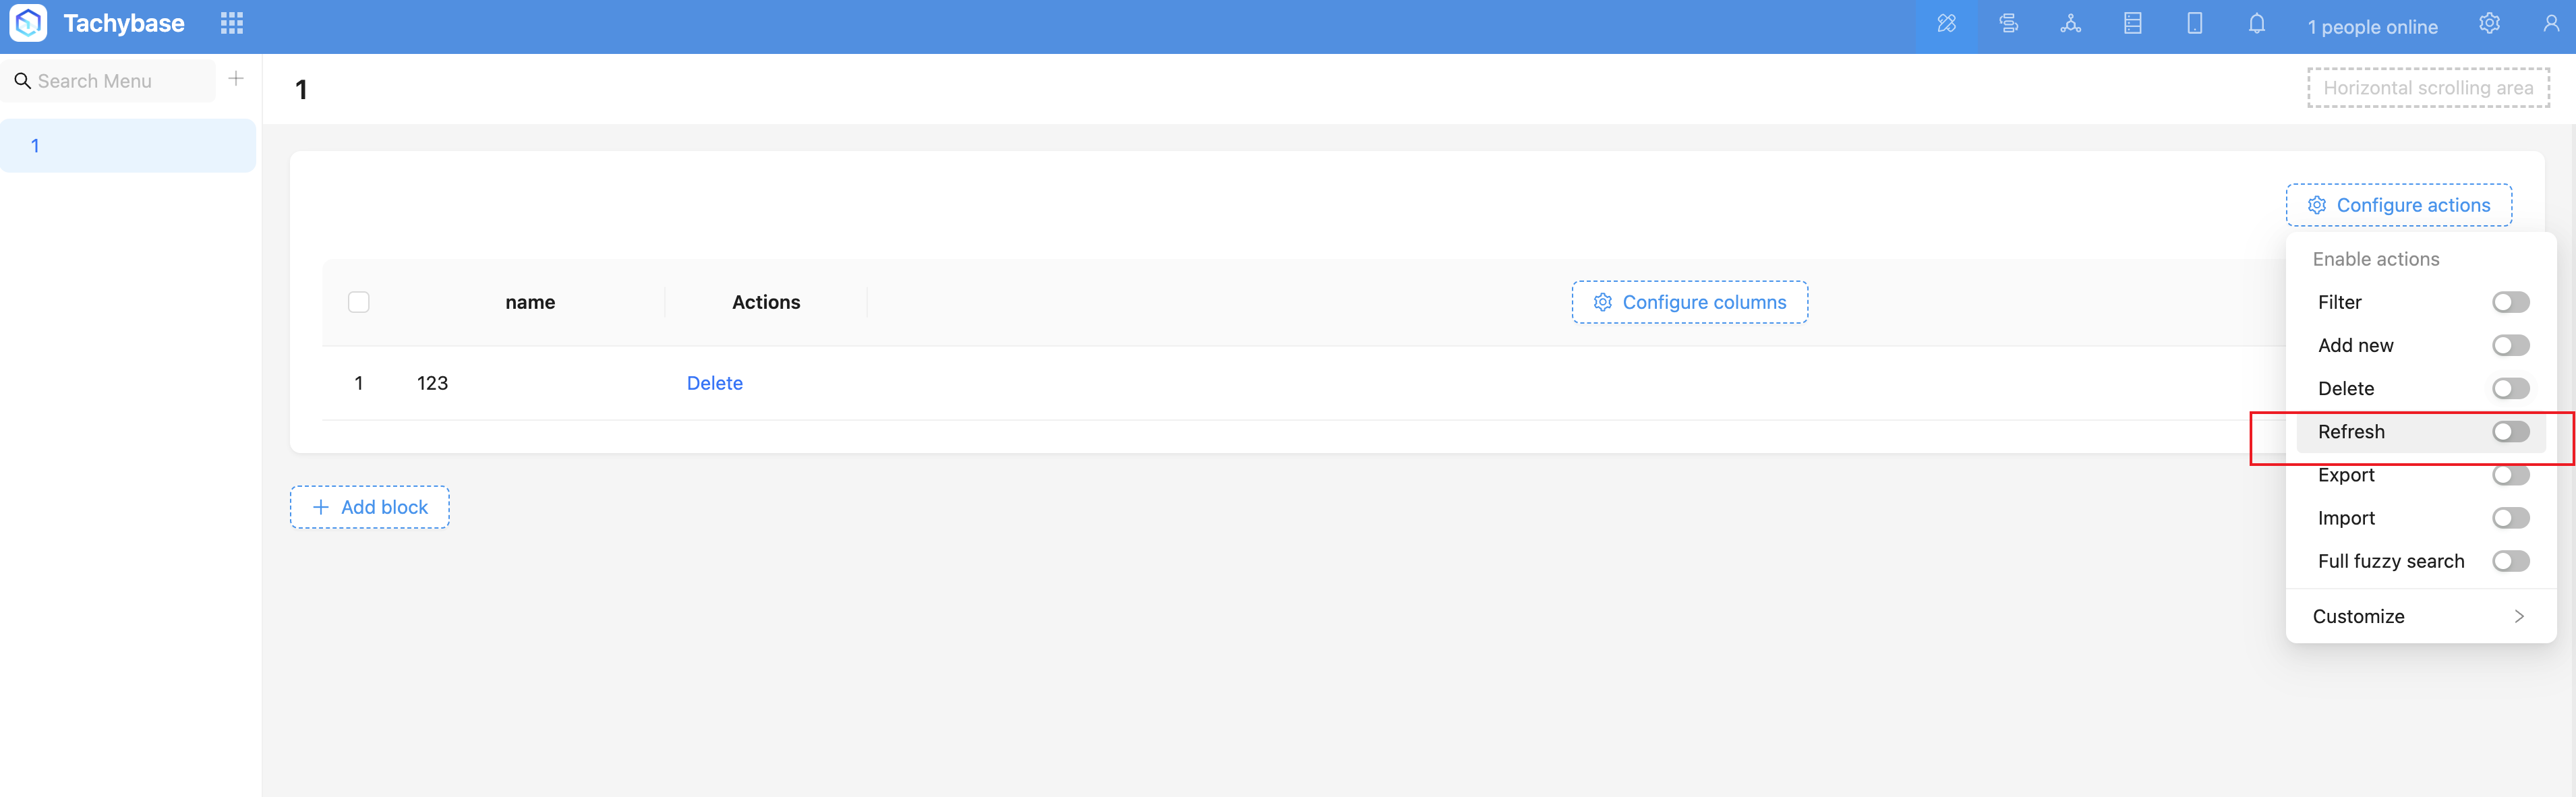 Tachybase
1 people online
Search Menu
1
1
Horizontal scrolling area
Configure actions
name
Actions
Configure columns
1
123
Delete
Add block
Enable actions
Filter
Add new
Delete
Refresh
Export
Import
Full fuzzy search
Customize